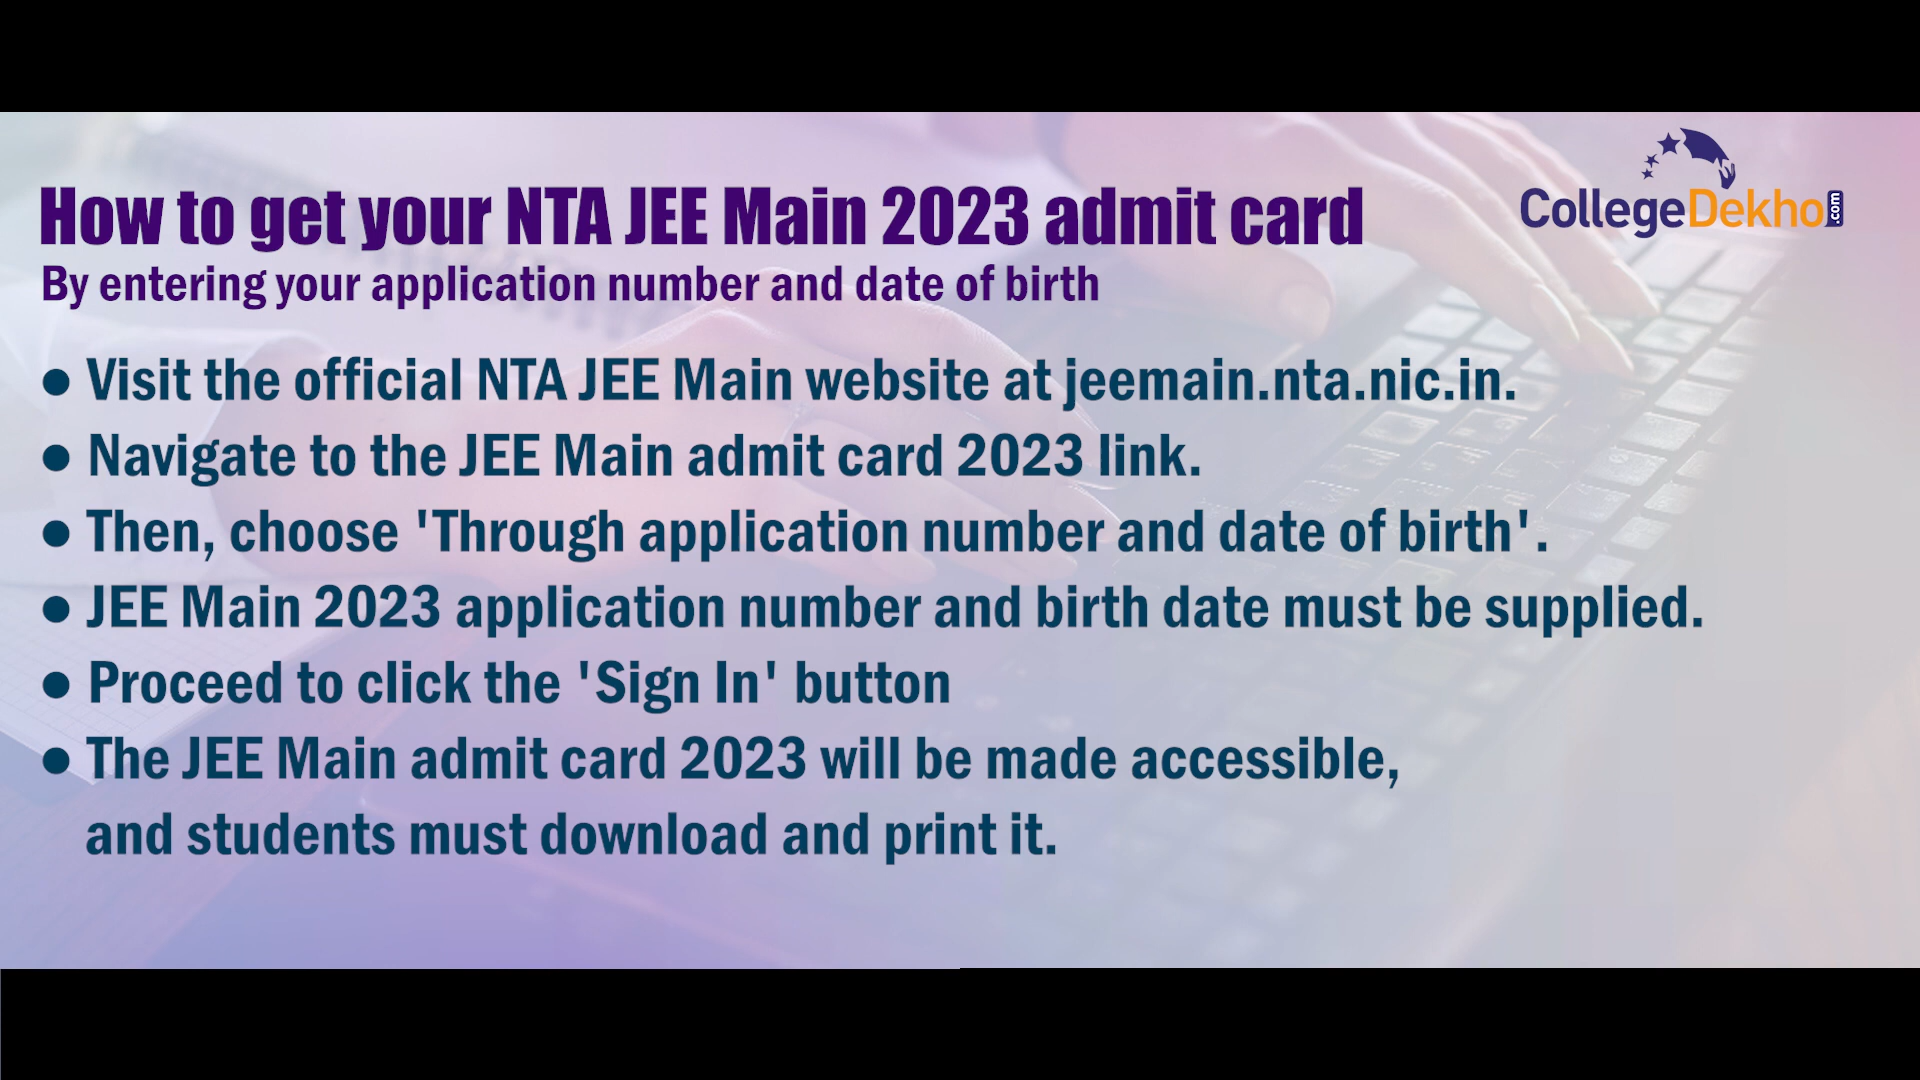 CollegeDekho.com
How to get your NTA JEE Main 2023 admit card
By entering your application number and date of birth
● Visit the official NTA JEE Main website at jeemain.nta.nic.in.
● Navigate to the JEE Main admit card 2023 link.
● Then, choose 'Through application number and date of birth'.
● JEE Main 2023 application number and birth date must be supplied.
● Proceed to click the 'Sign In' button
● The JEE Main admit card 2023 will be made accessible,
and students must download and print it.